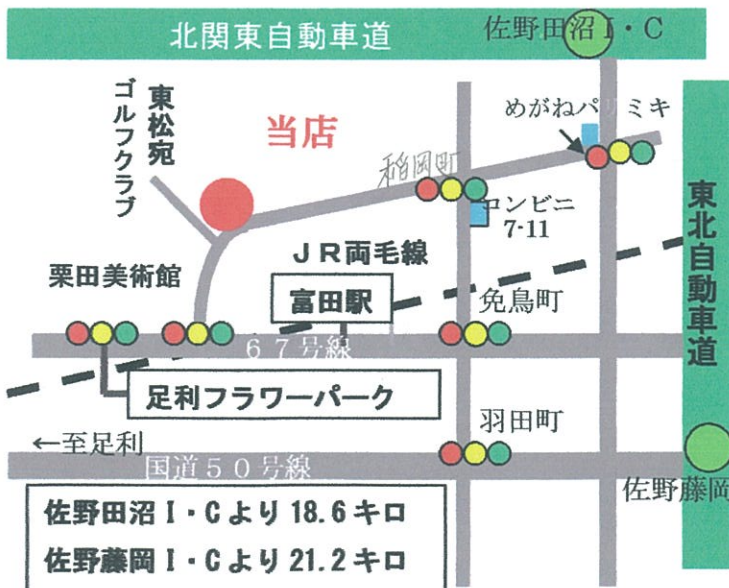 北関東自動車道
佐野田沼I・C
めがねパリミキ
東松宛
ゴルフクラブ
当店
稲岡町
コンビニ
7-11
東北自動車道
JR両毛線
栗田美術館
富田駅
免鳥町
67号線
足利フラワーパーク
羽田町
←至足利
国道50号線
佐野藤岡
佐野田沼I・Cより18.6キロ
佐野藤岡I・Cより21.2キロ